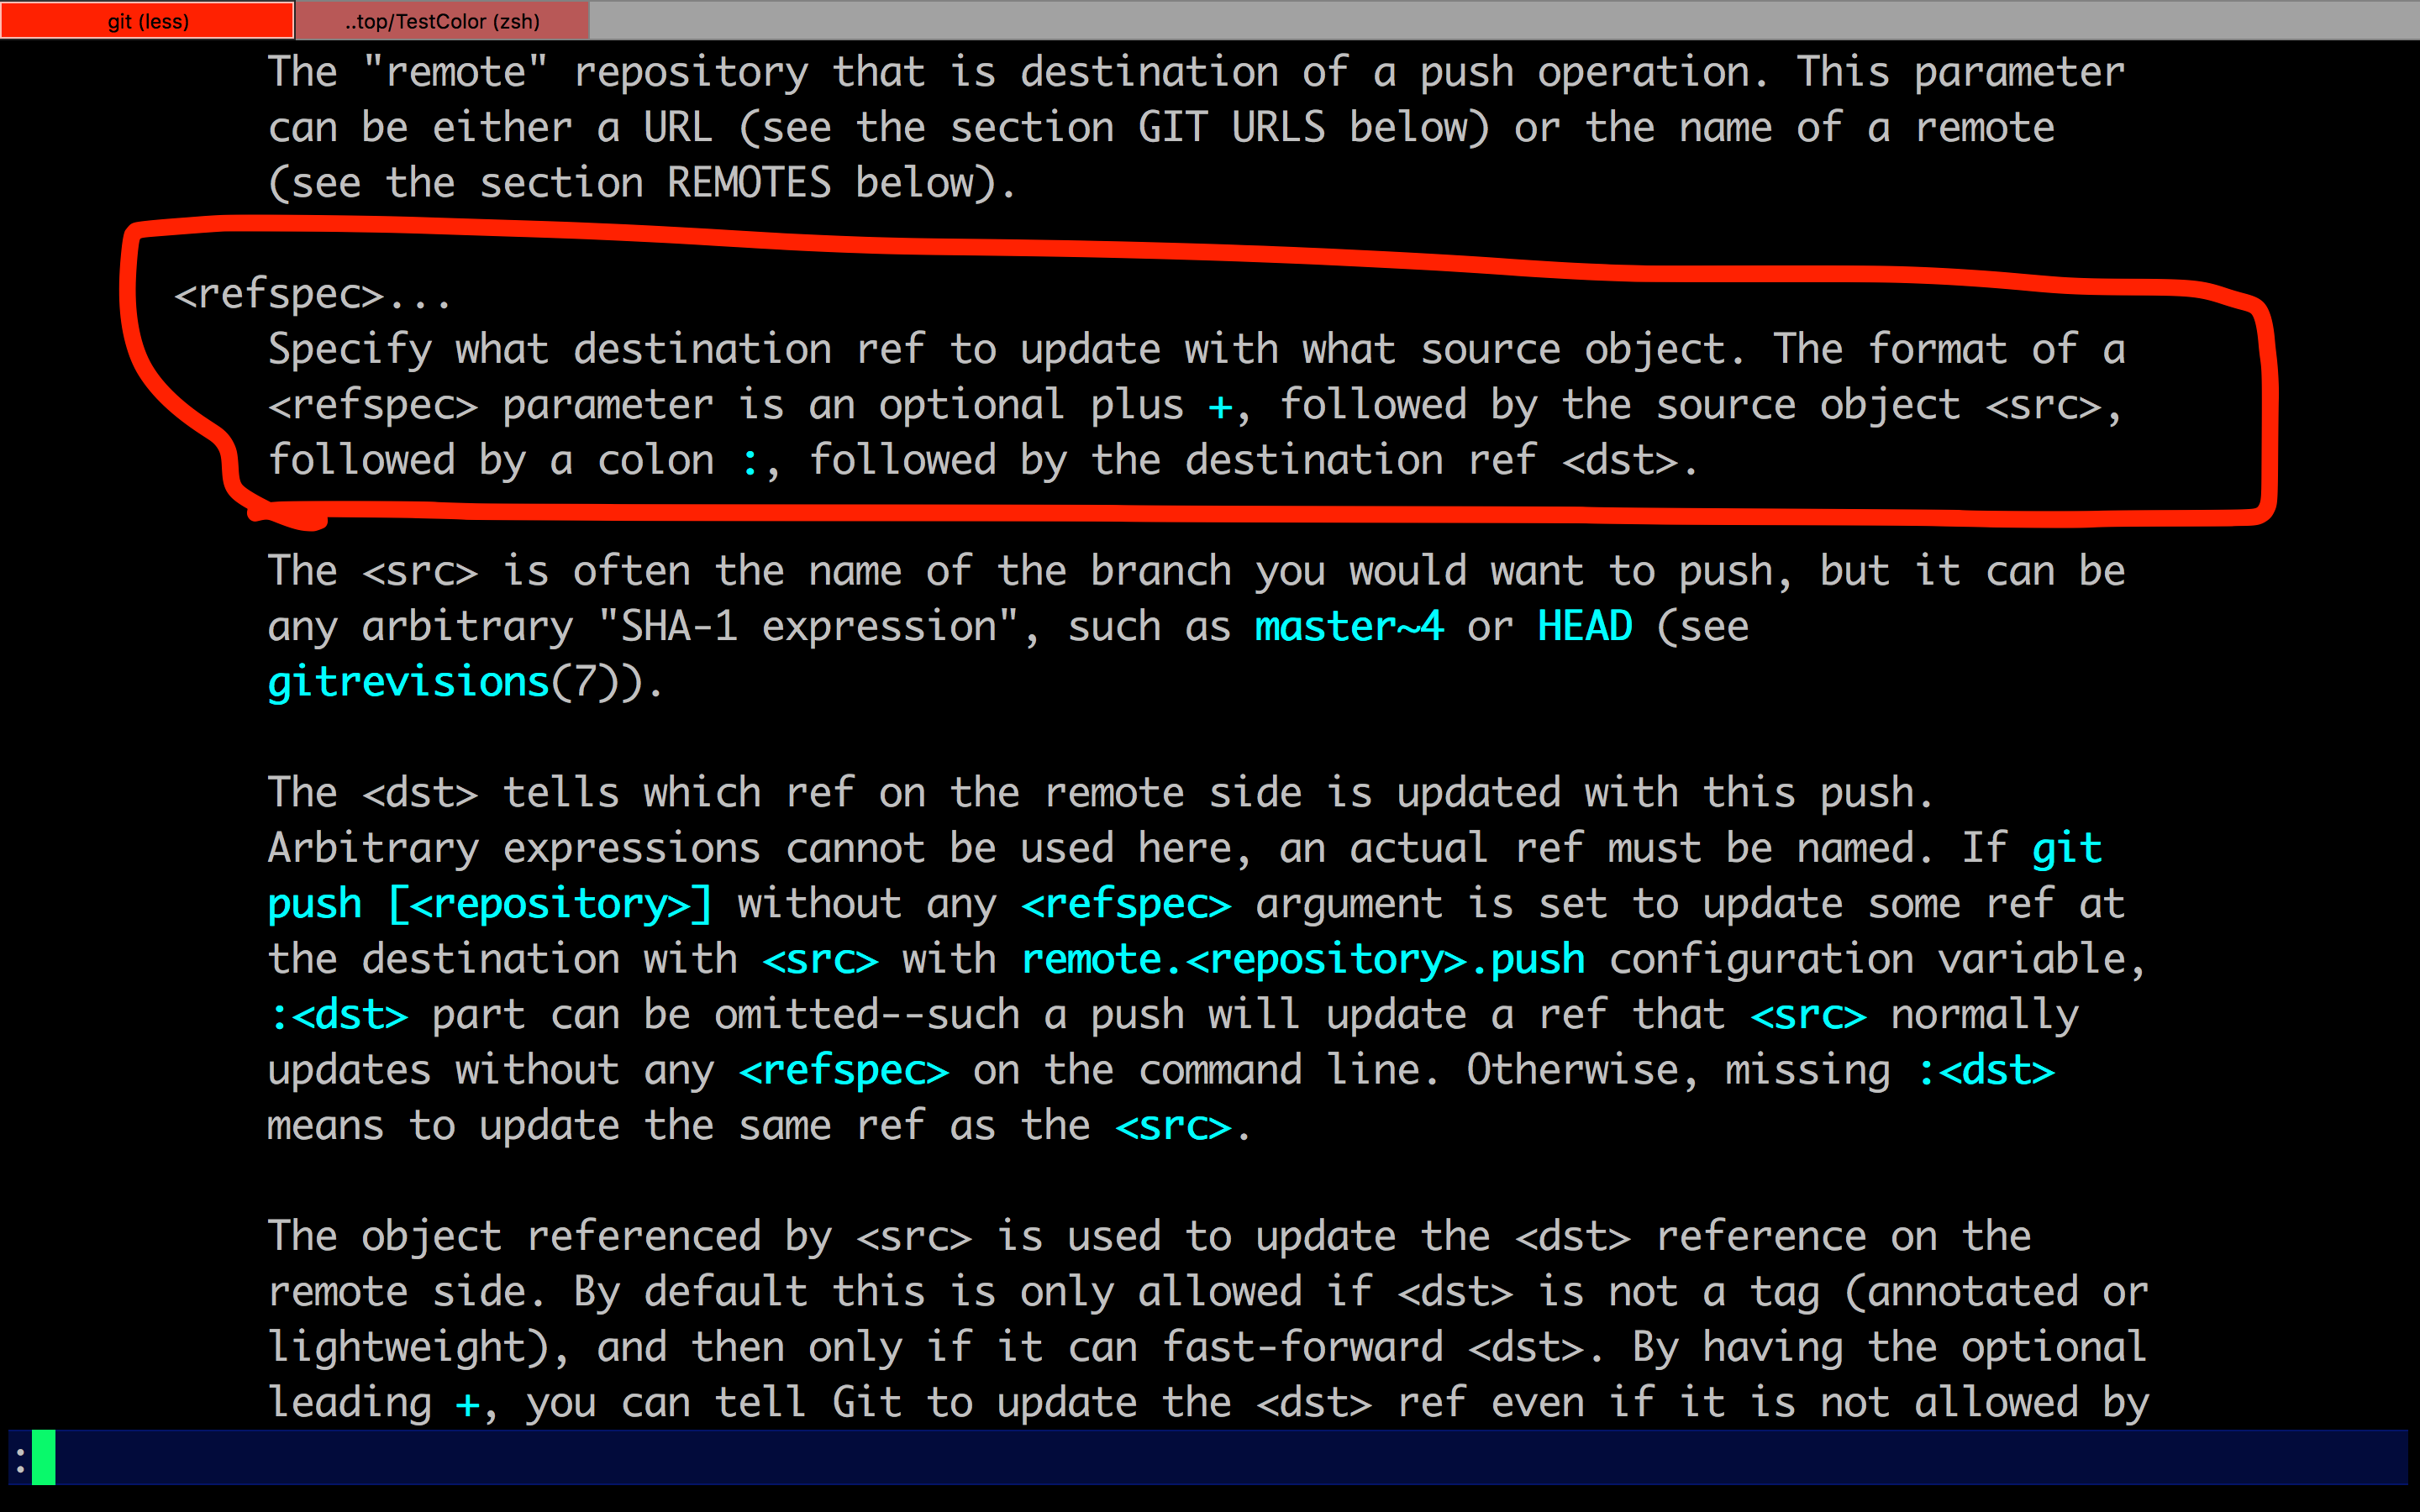 git (less)
..top/TestColor (zsh)
The "remote" repository that is destination of a push operation. This parameter
can be either a URL (see the section GIT URLS below) or the name of a remote
(see the section REMOTES below).
<refspec>...
Specify what destination ref to update with what source object. The format of a
<refspec> parameter is an optional plus +, followed by the source object <src>,
followed by a colon :, followed by the destination ref <dst>.
The <src> is often the name of the branch you would want to push, but it can be
any arbitrary "SHA-1 expression", such as master~4 or HEAD (see
gitrevisions(7)).
The <dst> tells which ref on the remote side is updated with this push.
Arbitrary expressions cannot be used here, an actual ref must be named. If git
push [<repository>] without any <refspec> argument is set to update some ref at
the destination with <src> with remote.<repository>.push configuration variable,
:<dst> part can be omitted--such a push will update a ref that <src> normally
updates without any <refspec> on the command line. Otherwise, missing :<dst>
means to update the same ref as the <src>.
The object referenced by <src> is used to update the <dst> reference on the
remote side. By default this is only allowed if <dst> is not a tag (annotated or
lightweight), and then only if it can fast-forward <dst>. By having the optional
leading +, you can tell Git to update the <dst> ref even if it is not allowed by
: